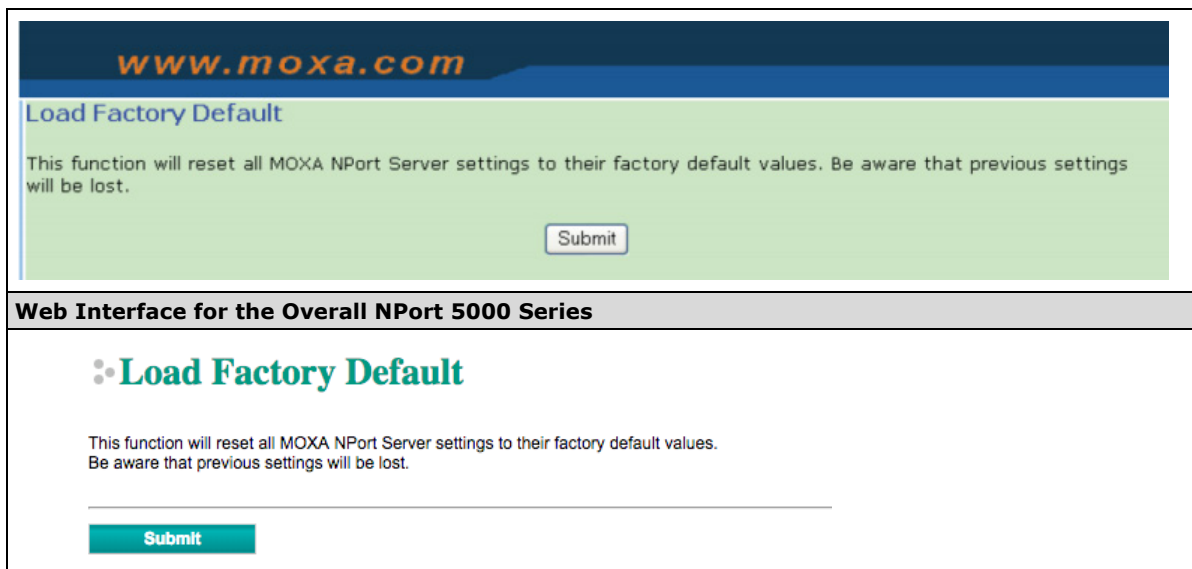 www.moxa.com
Load Factory Default
This function will reset all MOXA NPort Server settings to their factory default values. Be aware that previous settings
will be lost.
Submit
Web Interface for the Overall NPort 5000 Series
Load Factory Default
This function will reset all MOXA NPort Server settings to their factory default values.
Be aware that previous settings will be lost.
Submit